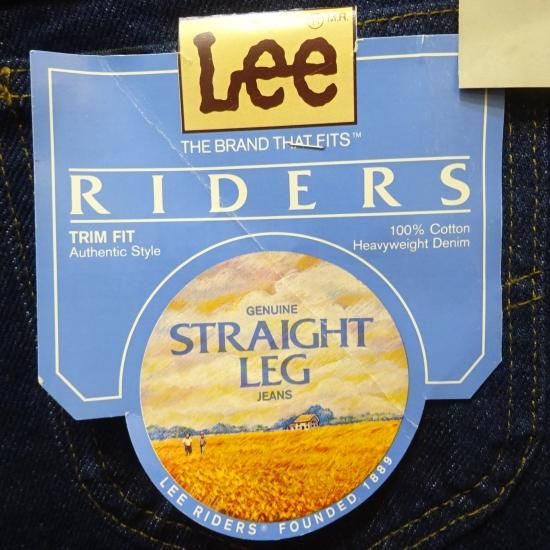 ® M.R.
Lee
THE BRAND THAT FITS™
RIDERS
TRIM FIT
Authentic Style
100% Cotton
Heavyweight Denim
GENUINE
STRAIGHT
LEG
JEANS
LEE RIDERS® FOUNDED 1889